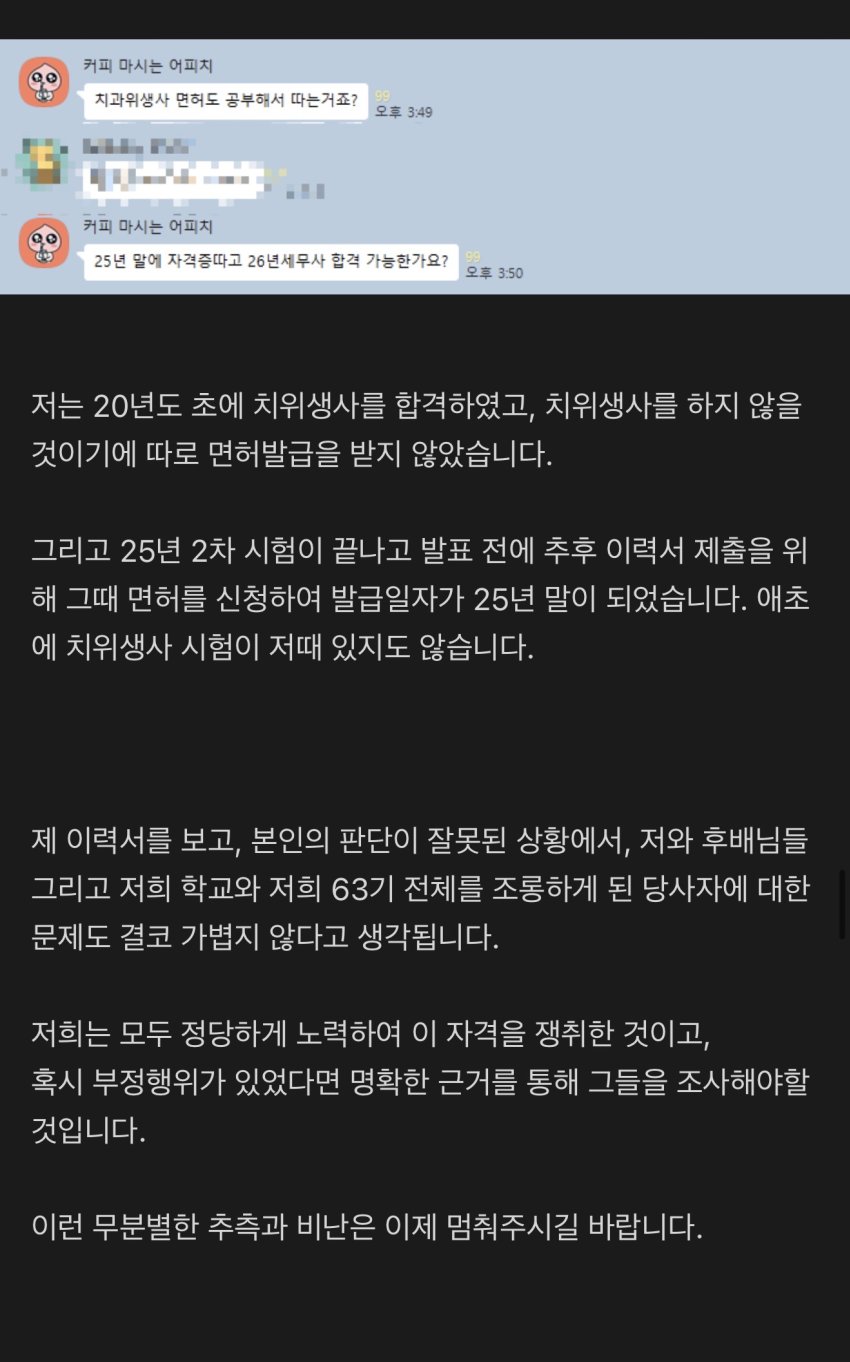 커피 마시는 어피치
치과위생사 면허도 공부해서 따는거죠?
99
오후 3:49
커피 마시는 어피치
25년 말에 자격증따고 26년세무사 합격 가능한가요?
99
오후 3:50
저는 20년도 초에 치위생사를 합격하였고, 치위생사를 하지 않을
것이기에 따로 면허발급을 받지 않았습니다.
그리고 25년 2차 시험이 끝나고 발표 전에 추후 이력서 제출을 위
해 그때 면허를 신청하여 발급일자가 25년 말이 되었습니다. 애초
에 치위생사 시험이 저때 있지도 않습니다.
제 이력서를 보고, 본인의 판단이 잘못된 상황에서, 저와 후배님들
그리고 저희 학교와 저희 63기 전체를 조롱하게 된 당사자에 대한
문제도 결코 가볍지 않다고 생각됩니다.
저희는 모두 정당하게 노력하여 이 자격을 쟁취한 것이고,
혹시 부정행위가 있었다면 명확한 근거를 통해 그들을 조사해야할
것입니다.
이런 무분별한 추측과 비난은 이제 멈춰주시길 바랍니다.